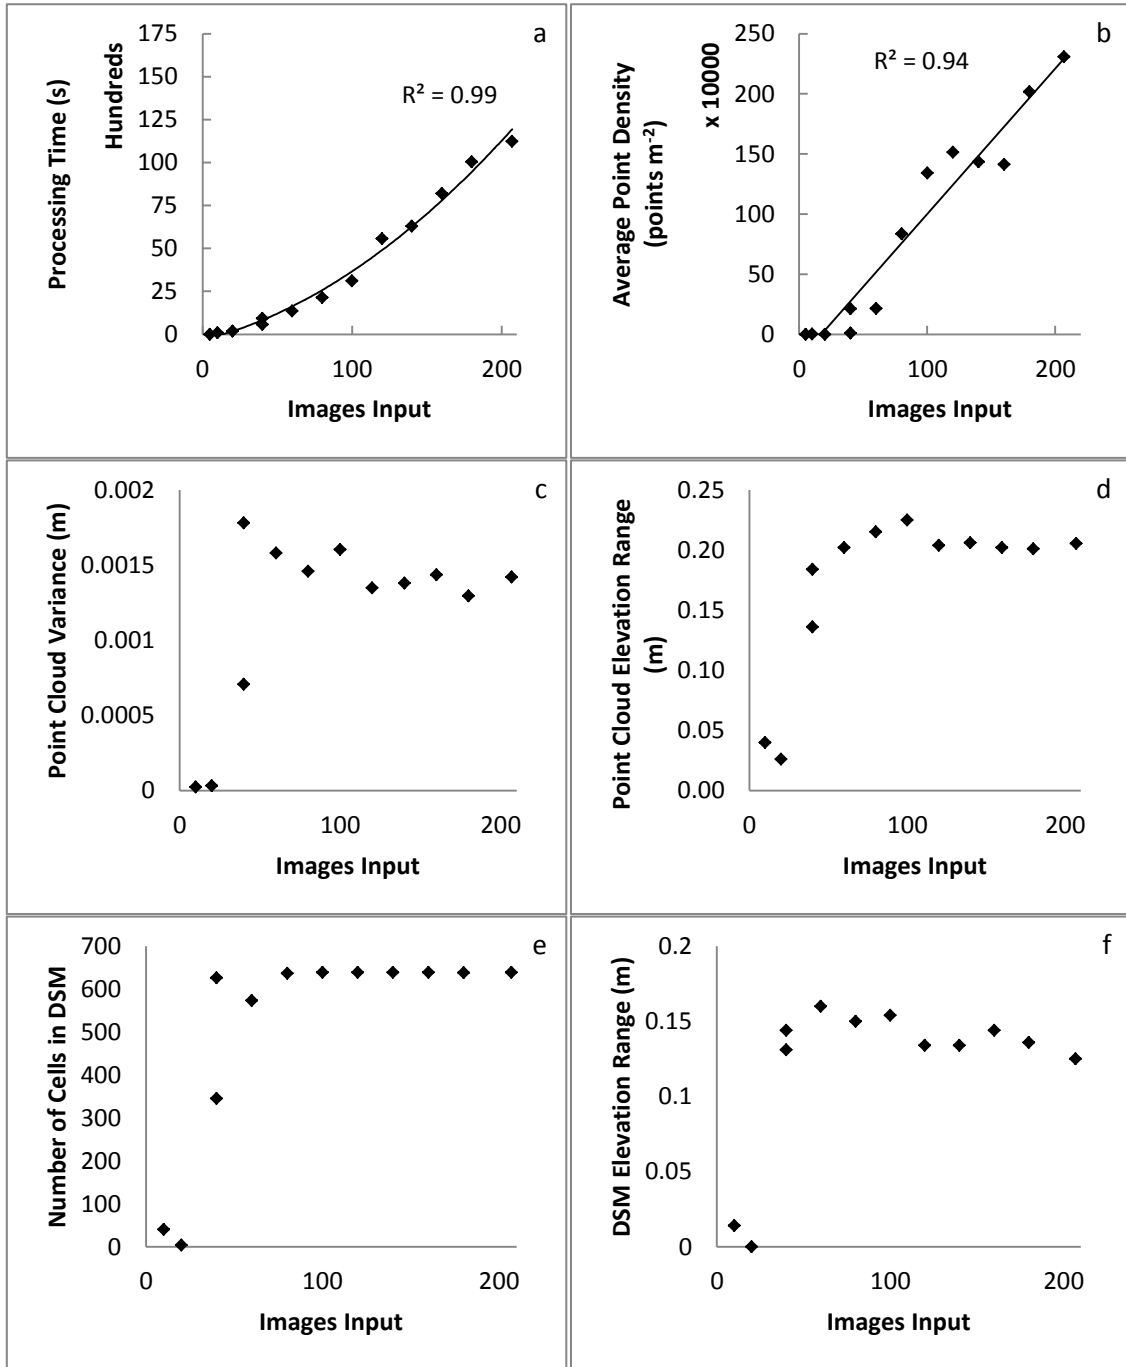 a
Processing Time (s)
Hundreds
175
150
125
100
75
50
25
0
R² = 0.99
0 100 200
Images Input
b
Average Point Density
(points m⁻²)
x 10000
250
200
150
100
50
0
R² = 0.94
0 100 200
Images Input
c
Point Cloud Variance (m)
0.002
0.0015
0.001
0.0005
0
0 100 200
Images Input
d
Point Cloud Elevation Range
(m)
0.25
0.20
0.15
0.10
0.05
0.00
0 100 200
Images Input
e
Number of Cells in DSM
700
600
500
400
300
200
100
0
0 100 200
Images Input
f
DSM Elevation Range (m)
0.2
0.15
0.1
0.05
0
0 100 200
Images Input